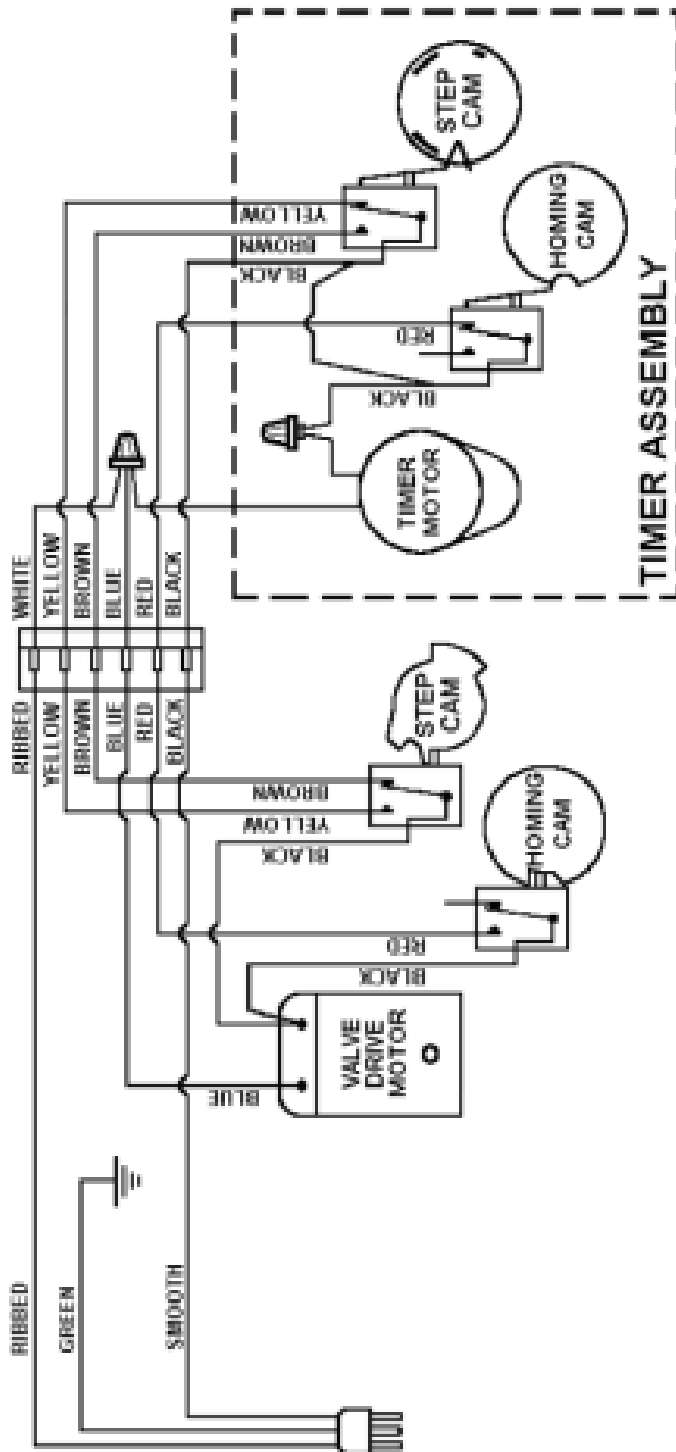 RIBBED
GREEN
SMOOTH
BLUE
VALVE
DRIVE
MOTOR
BLACK
RED
BLACK
YELLOW
BROWN
HOMING
CAM
STEP
CAM
RIBBED
YELLOW
BROWN
BLUE
RED
BLACK
WHITE
YELLOW
BROWN
BLUE
RED
BLACK
TIMER
MOTOR
BLACK
RED
BLACK
BROWN
YELLOW
HOMING
CAM
STEP
CAM
TIMER ASSEMBLY